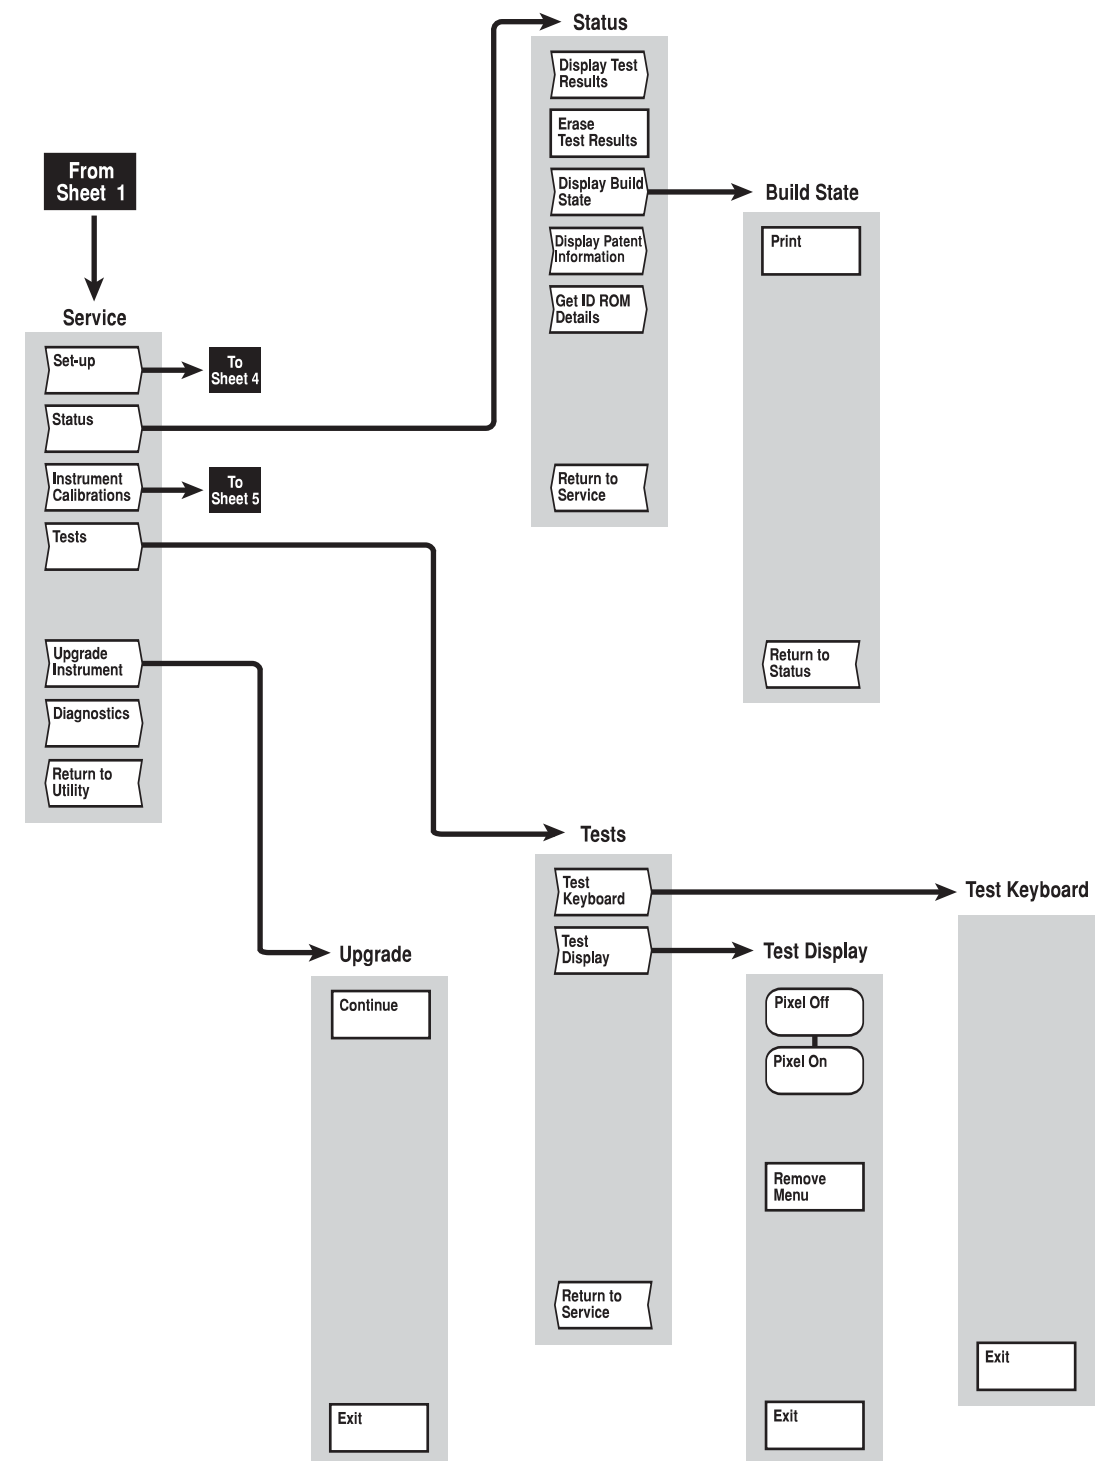 From
Sheet 1
Service
Set-up
To
Sheet 4
Status
Instrument
Calibrations
To
Sheet 5
Tests
Upgrade
Instrument
Diagnostics
Return to
Utility
Status
Display Test
Results
Erase
Test Results
Display Build
State
Display Patent
Information
Get ID ROM
Details
Return to
Service
Build State
Print
Return to
Status
Upgrade
Continue
Exit
Tests
Test
Keyboard
Test
Display
Return to
Service
Test Display
Pixel Off
Pixel On
Remove
Menu
Exit
Test Keyboard
Exit